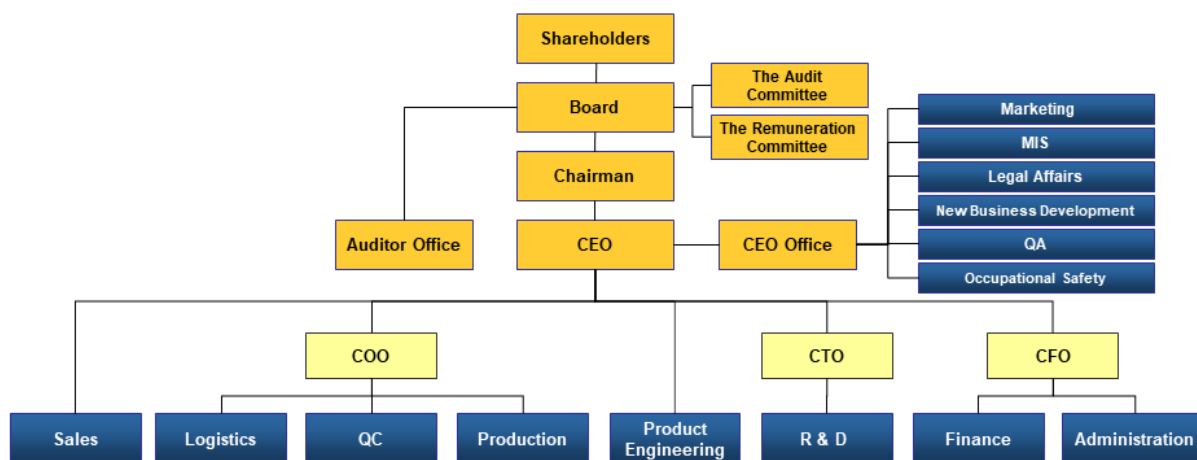 Shareholders
The Audit
Committee
Board
Marketing
The Remuneration
Committee
MIS
Chairman
Legal Affairs
New Business Development
Auditor Office
CEO
CEO Office
QA
Occupational Safety
COO
CTO
CFO
Sales
Logistics
QC
Production
Product
Engineering
R & D
Finance
Administration